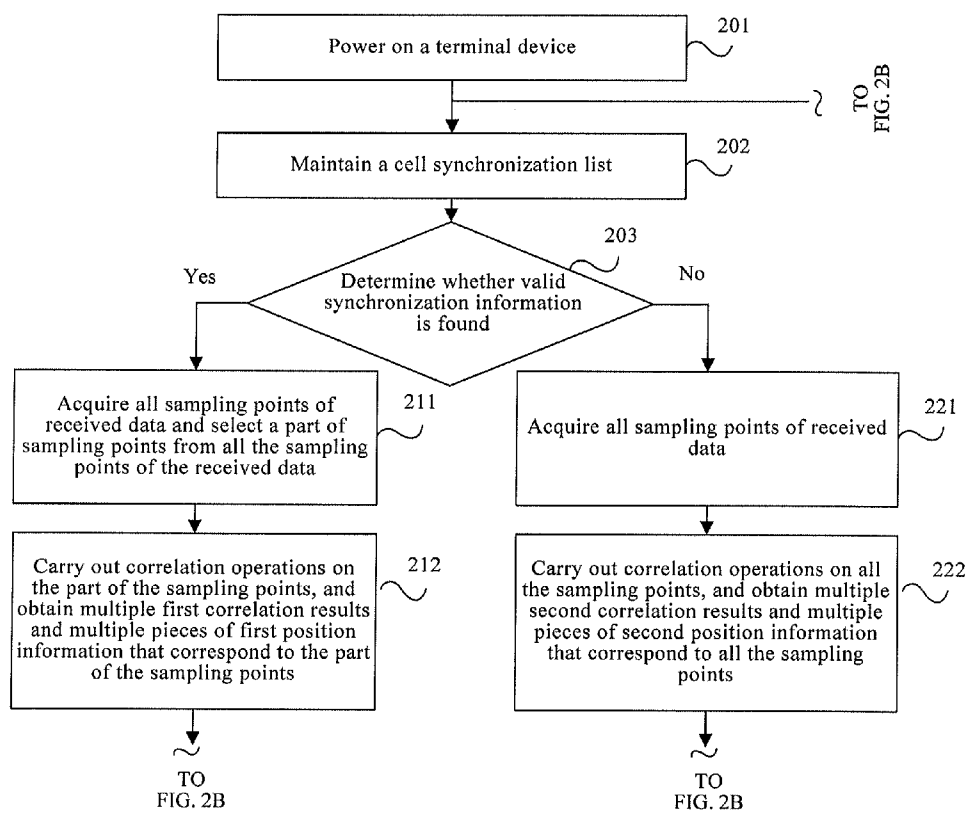 201
Power on a terminal device
TO
FIG. 2B
202
Maintain a cell synchronization list
203
Yes
No
Determine whether valid
synchronization information
is found
211
Acquire all sampling points of
received data and select a part of
sampling points from all the sampling
points of the received data
221
Acquire all sampling points of received
data
212
Carry out correlation operations on
the part of the sampling points, and
obtain multiple first correlation results
and multiple pieces of first position
information that correspond to the part
of the sampling points
222
Carry out correlation operations on all
the sampling points, and obtain multiple
second correlation results and multiple
pieces of second position information
that correspond to all the sampling
points
TO
FIG. 2B
TO
FIG. 2B